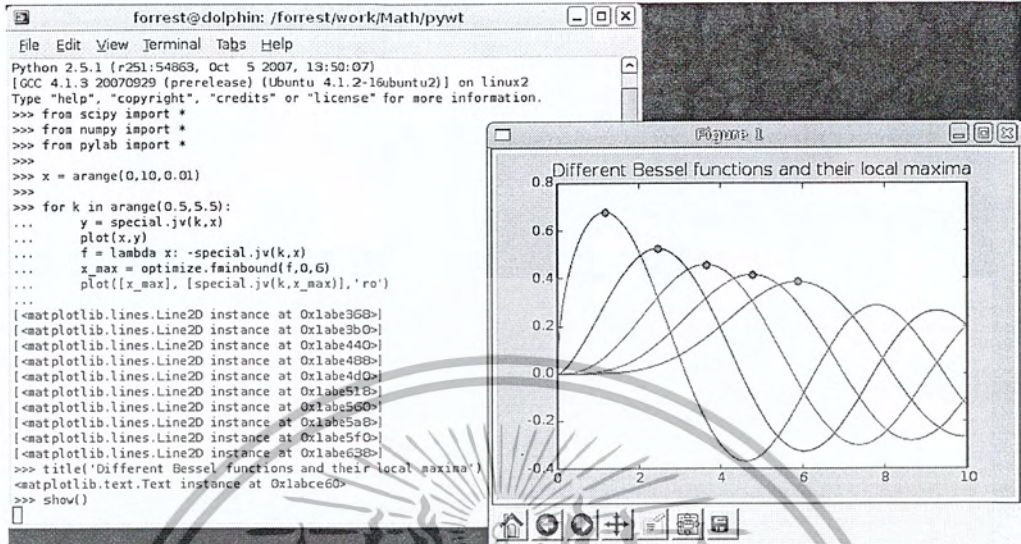 forrest@dolphin: /forrest/work/Math/pywt
File Edit View Terminal Tabs Help
Python 2.5.1 (r251:54863, Oct 5 2007, 13:50:07)
[GCC 4.1.3 20070929 (prerelease) (Ubuntu 4.1.2-16ubuntu2)] on linux2
Type "help", "copyright", "credits" or "license" for more information.
>>> from scipy import *
>>> from numpy import *
>>> from pylab import *
>>>
>>> x = arange(0,10,0.01)
>>>
>>> for k in arange(0.5,5.5):
... y = special.jv(k,x)
... plot(x,y)
... f = lambda x: -special.jv(k,x)
... x_max = optimize.fminbound(f,0,6)
... plot([x_max], [special.jv(k,x_max)],'ro')
...
[<matplotlib.lines.Line2D instance at 0x1abe368>]
[<matplotlib.lines.Line2D instance at 0x1abe3b0>]
[<matplotlib.lines.Line2D instance at 0x1abe440>]
[<matplotlib.lines.Line2D instance at 0x1abe488>]
[<matplotlib.lines.Line2D instance at 0x1abe4d0>]
[<matplotlib.lines.Line2D instance at 0x1abe518>]
[<matplotlib.lines.Line2D instance at 0x1abe560>]
[<matplotlib.lines.Line2D instance at 0x1abe5a8>]
[<matplotlib.lines.Line2D instance at 0x1abe5f0>]
[<matplotlib.lines.Line2D instance at 0x1abe638>]
>>> title('Different Bessel functions and their local maxima')
<matplotlib.text.Text instance at 0x1abce60>
>>> show()
Figure 1
Different Bessel functions and their local maxima
0.8
0.6
0.4
0.2
0.0
-0.2
-0.4
0 2 4 6 8 10